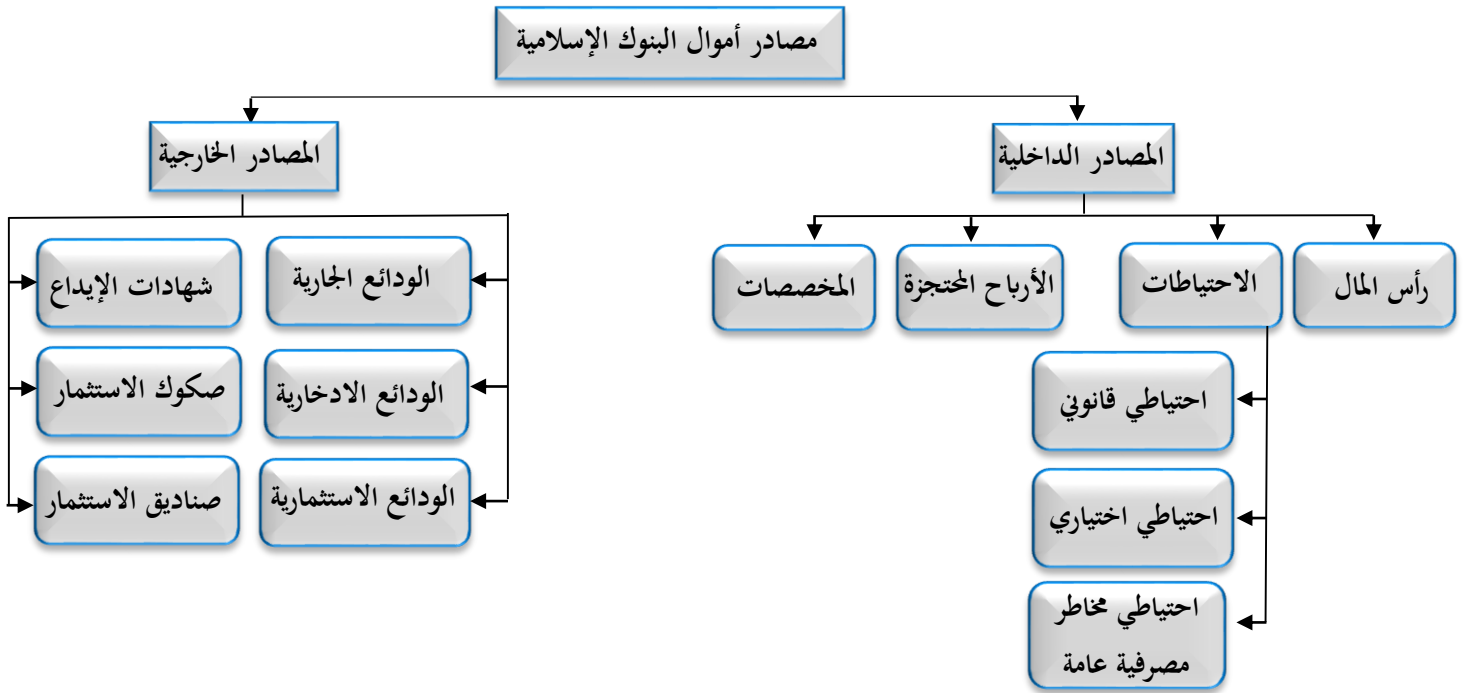 مصادر أموال البنوك الإسلامية
المصادر الداخلية
المصادر الخارجية
رأس المال
الاحتياطات
الأرباح المحتجزة
المخصصات
احتياطي قانوني
احتياطي اختياري
احتياطي مخاطر
مصرفية عامة
الودائع الجارية
شهادات الإيداع
الودائع الادخارية
صكوك الاستثمار
الودائع الاستثمارية
صناديق الاستثمار